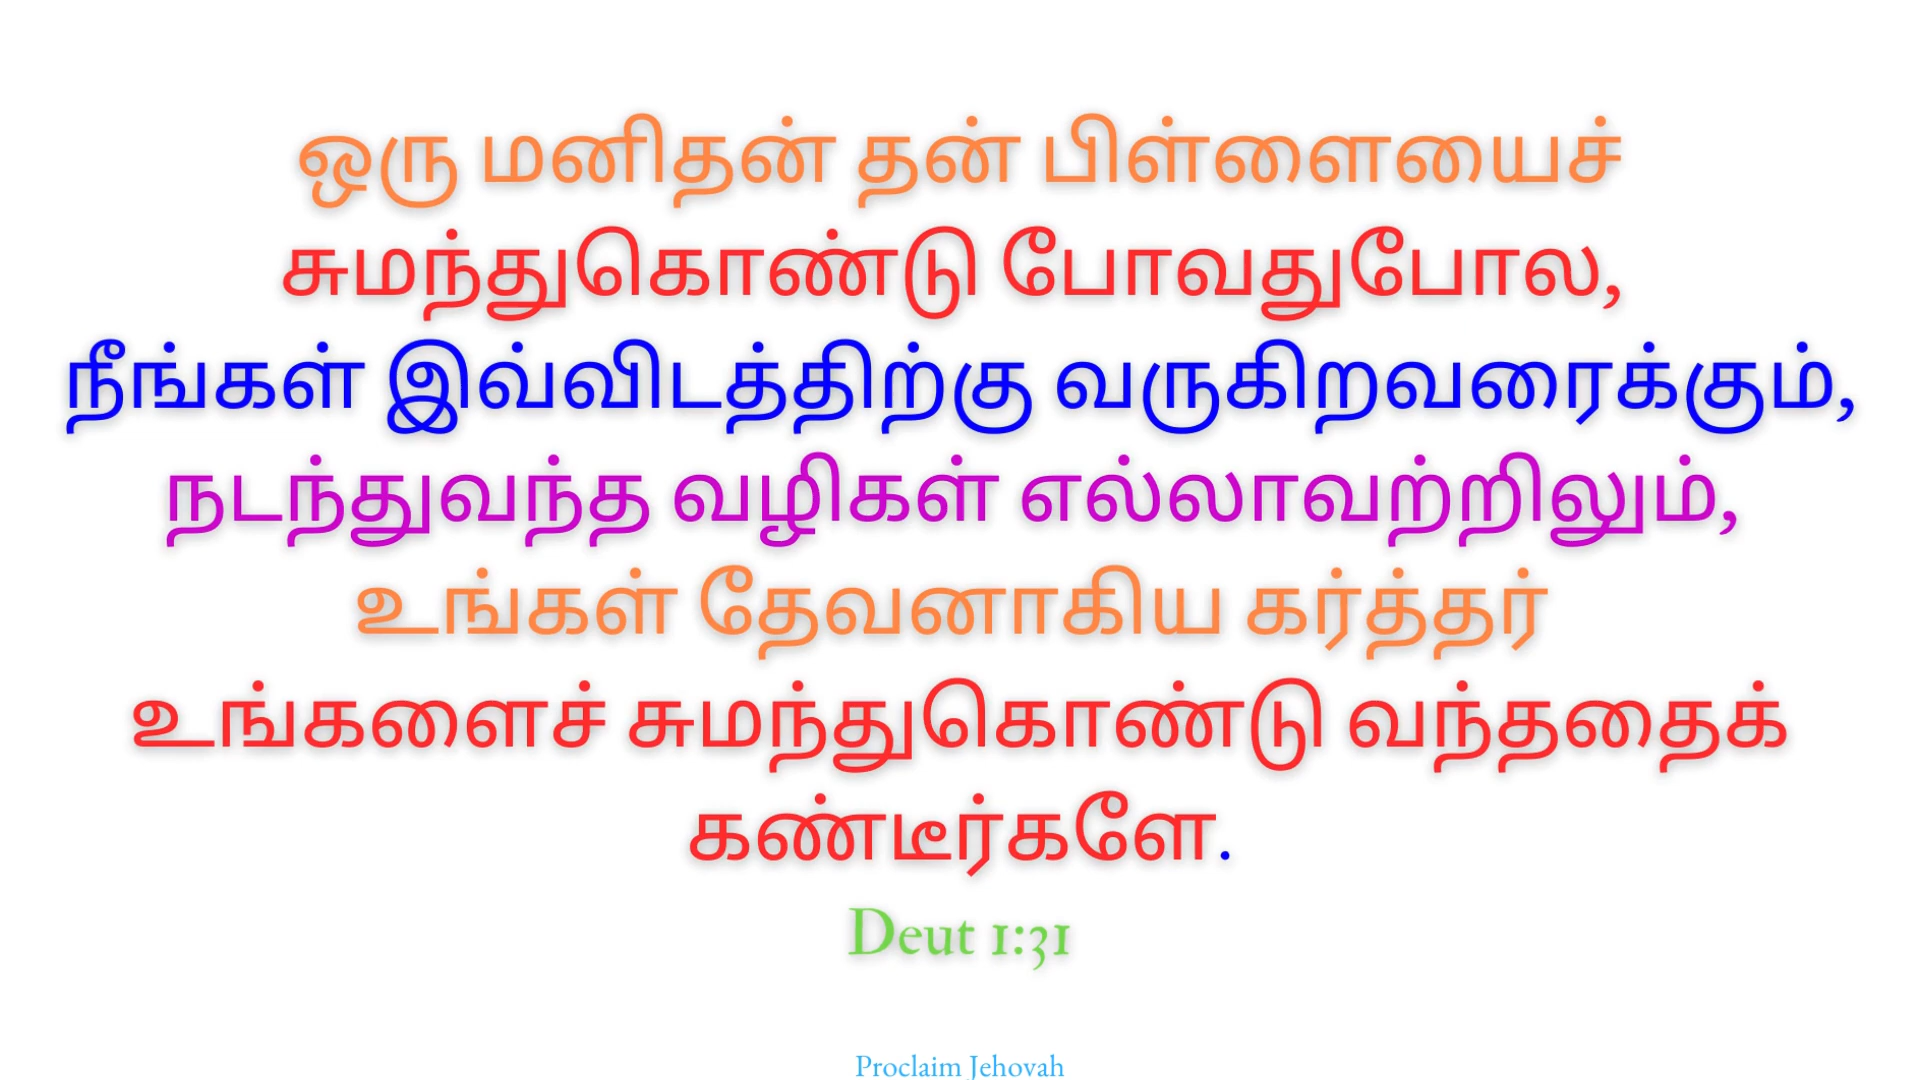 ஒரு மனிதன் தன் பிள்ளையைச்
சுமந்துகொண்டு போவதுபோல,
நீங்கள் இவ்விடத்திற்கு வருகிறவரைக்கும்,
நடந்துவந்த வழிகள் எல்லாவற்றிலும்,
உங்கள் தேவனாகிய கர்த்தர்
உங்களைச் சுமந்துகொண்டு வந்ததைக்
கண்டீர்களே.
Deut 1:31
Proclaim Jehovah